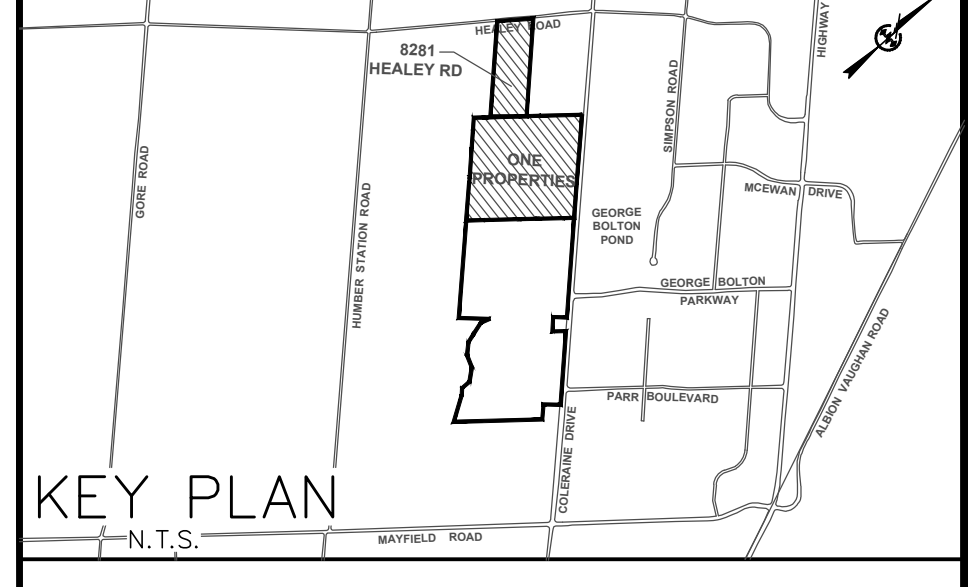 HIGHWAY
HEALEY ROAD
8281
HEALEY RD
SIMPSON ROAD
ONE
PROPERTIES
GORE ROAD
HUMBER STATION ROAD
MCEWAN DRIVE
GEORGE
BOLTON
POND
GEORGE BOLTON
PARKWAY
ALBION VAUGHAN ROAD
PARR BOULEVARD
COLERAINE DRIVE
KEY PLAN
N.T.S.
MAYFIELD ROAD